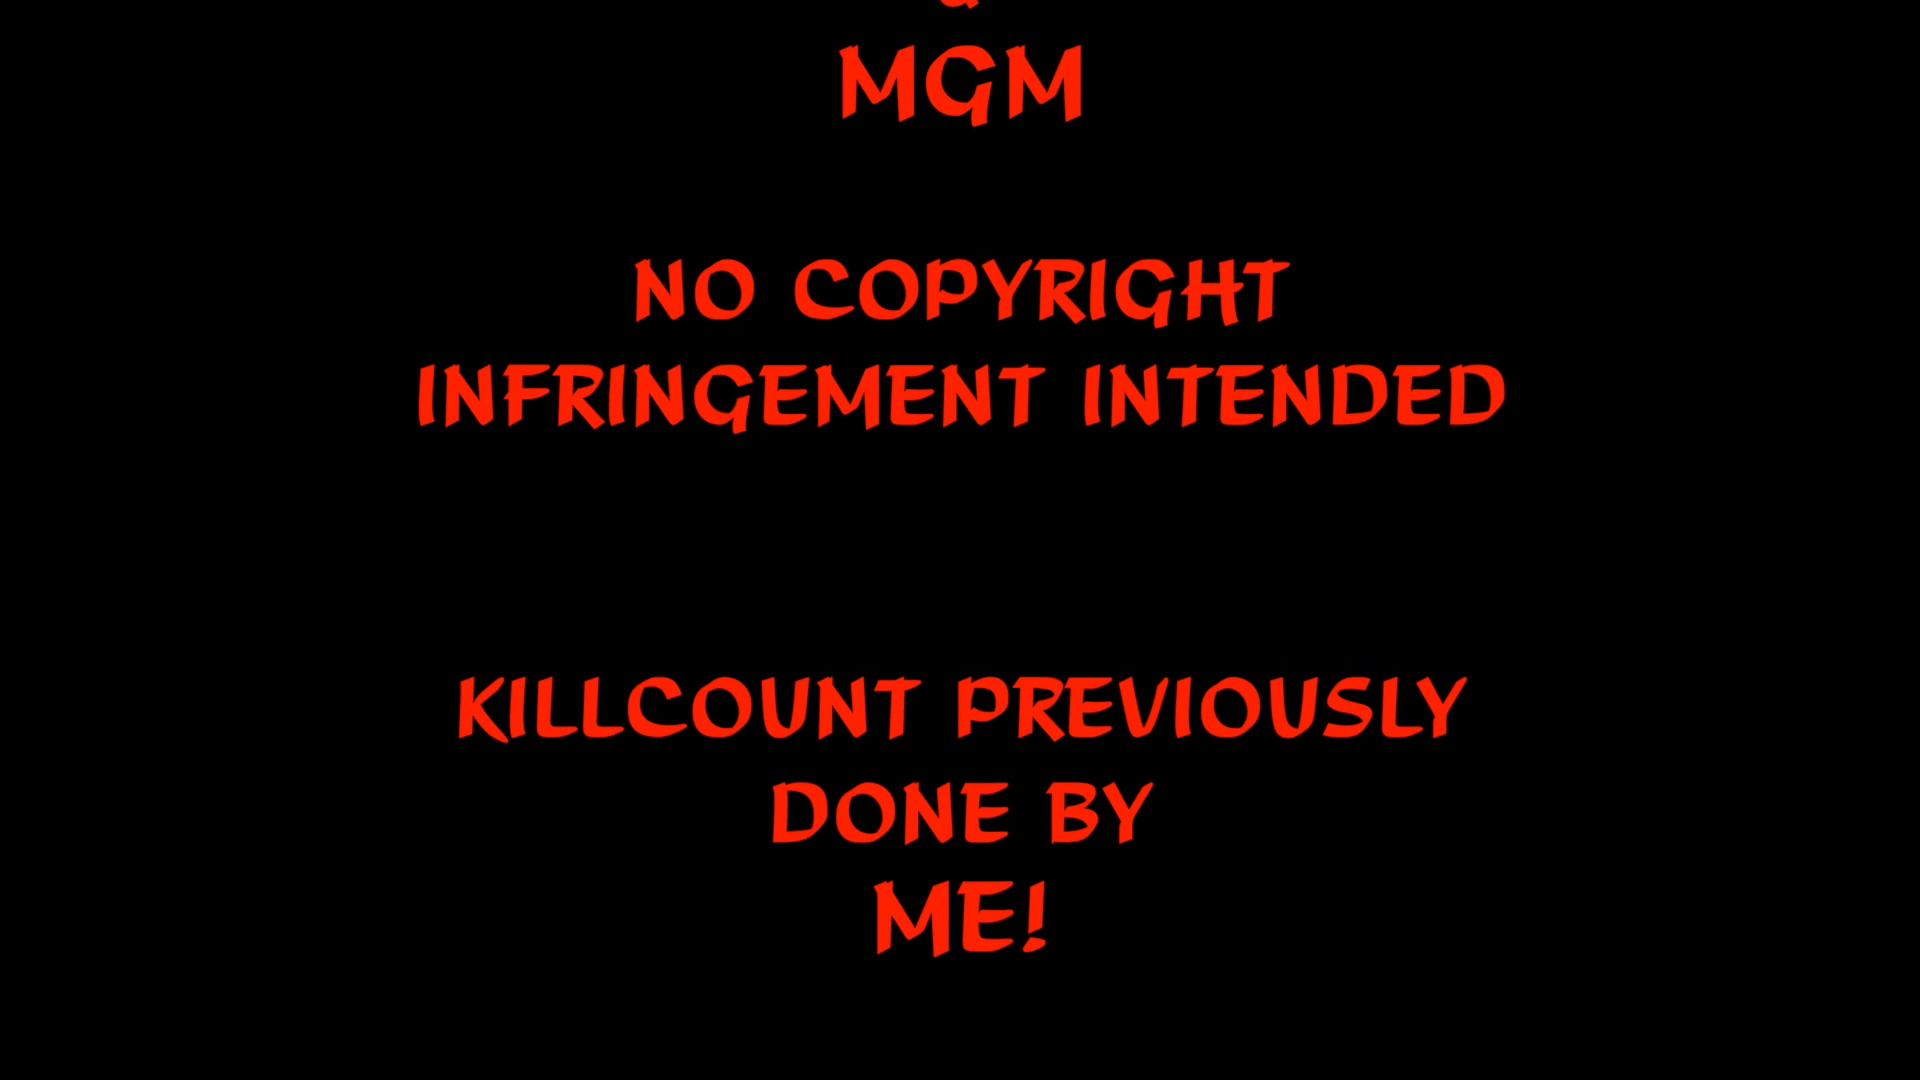 MGM
NO COPYRIGHT
INFRINGEMENT INTENDED
KILLCOUNT PREVIOUSLY
DONE BY
ME!